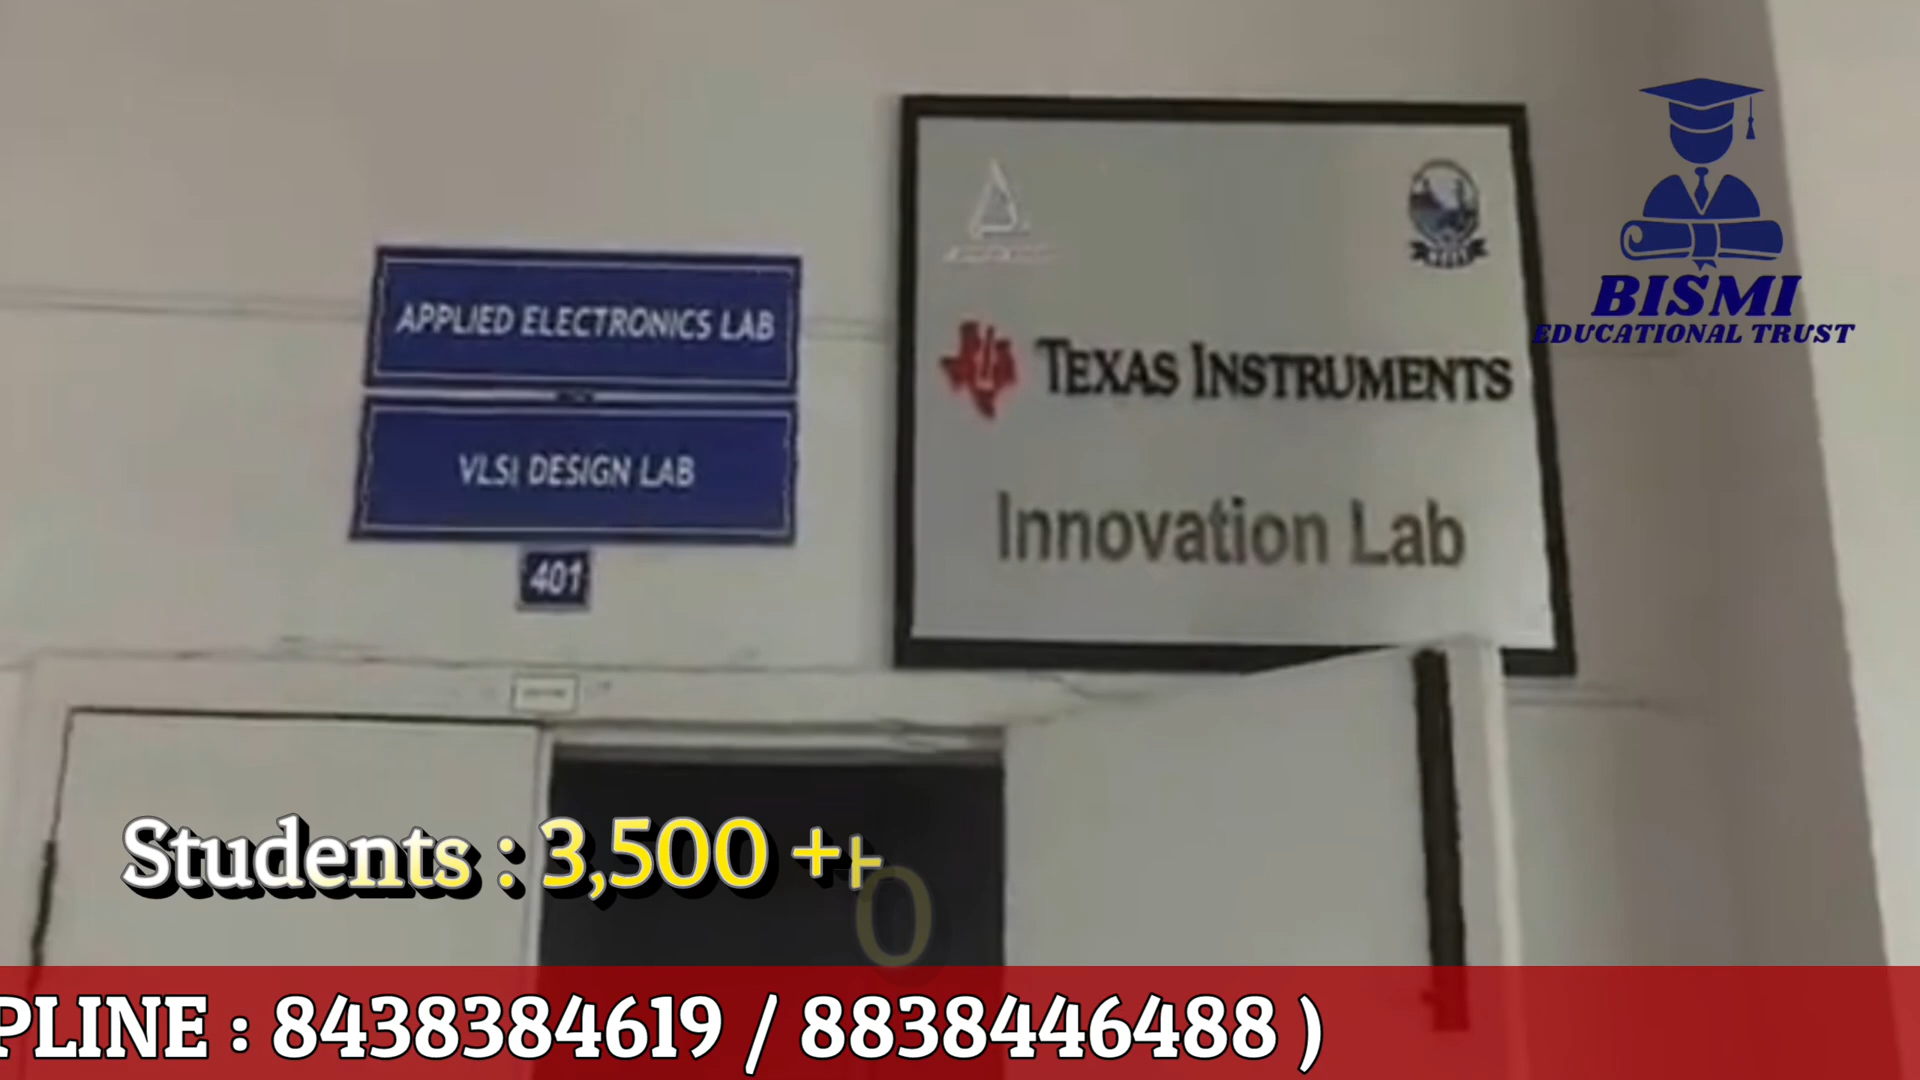 BISMI
EDUCATIONAL TRUST
APPLIED ELECTRONICS LAB
VLSI DESIGN LAB
401
TEXAS INSTRUMENTS
Innovation Lab
Students : 3,500 ++
0
PLINE : 8438384619 / 8838446488 )